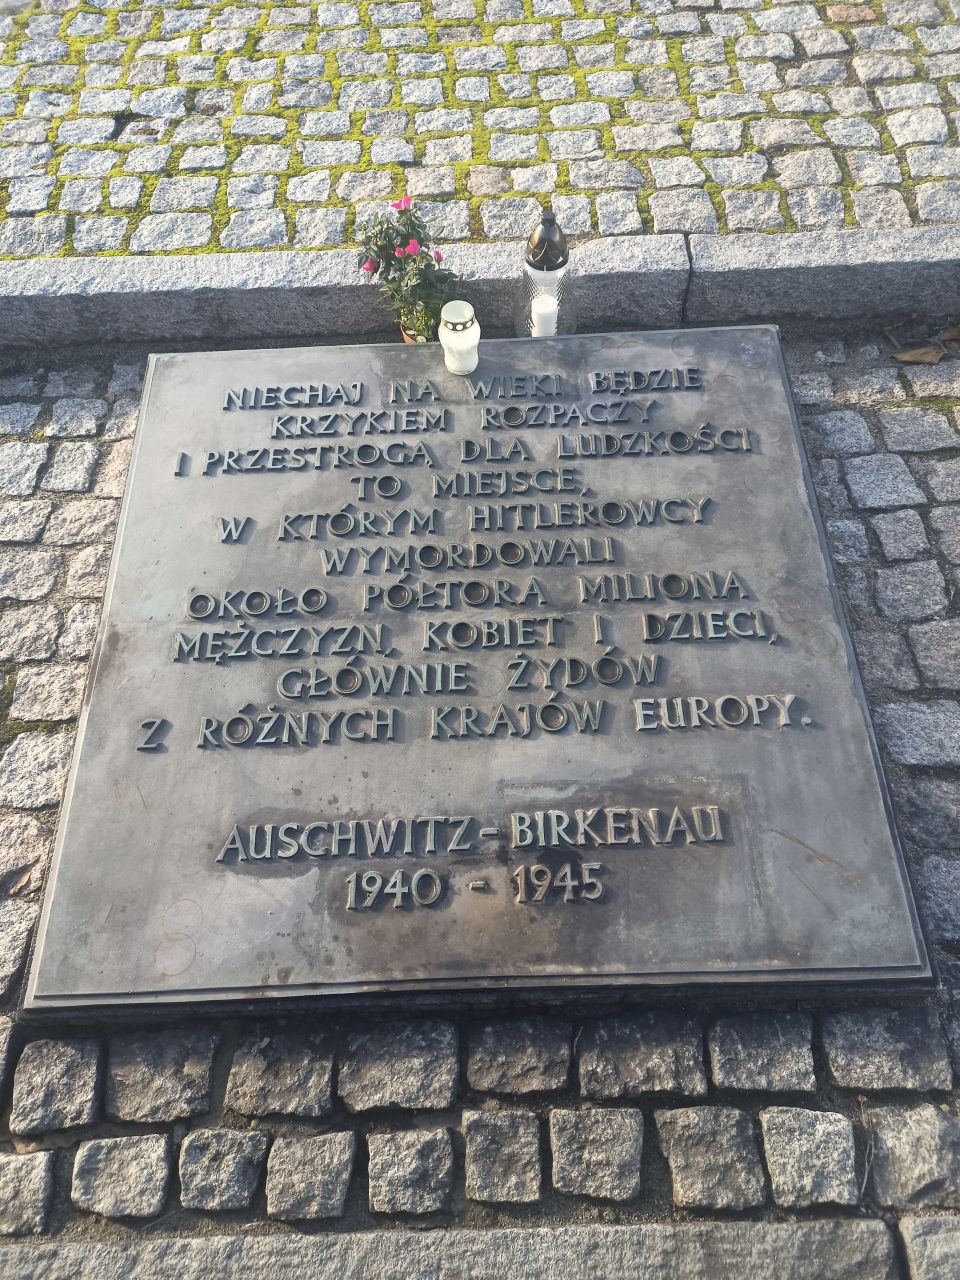 NIECHAJ NA WIEKI BĘDZIE
KRZYKIEM ROZPACZY
I PRZESTROGĄ DLA LUDZKOŚCI
TO MIEJSCE,
W KTÓRYM HITLEROWCY
WYMORDOWALI
OKOŁO PÓŁTORA MILIONA
MĘŻCZYZN, KOBIET I DZIECI,
GŁÓWNIE ŻYDÓW
Z RÓŻNYCH KRAJÓW EUROPY.
AUSCHWITZ-BIRKENAU
1940 - 1945